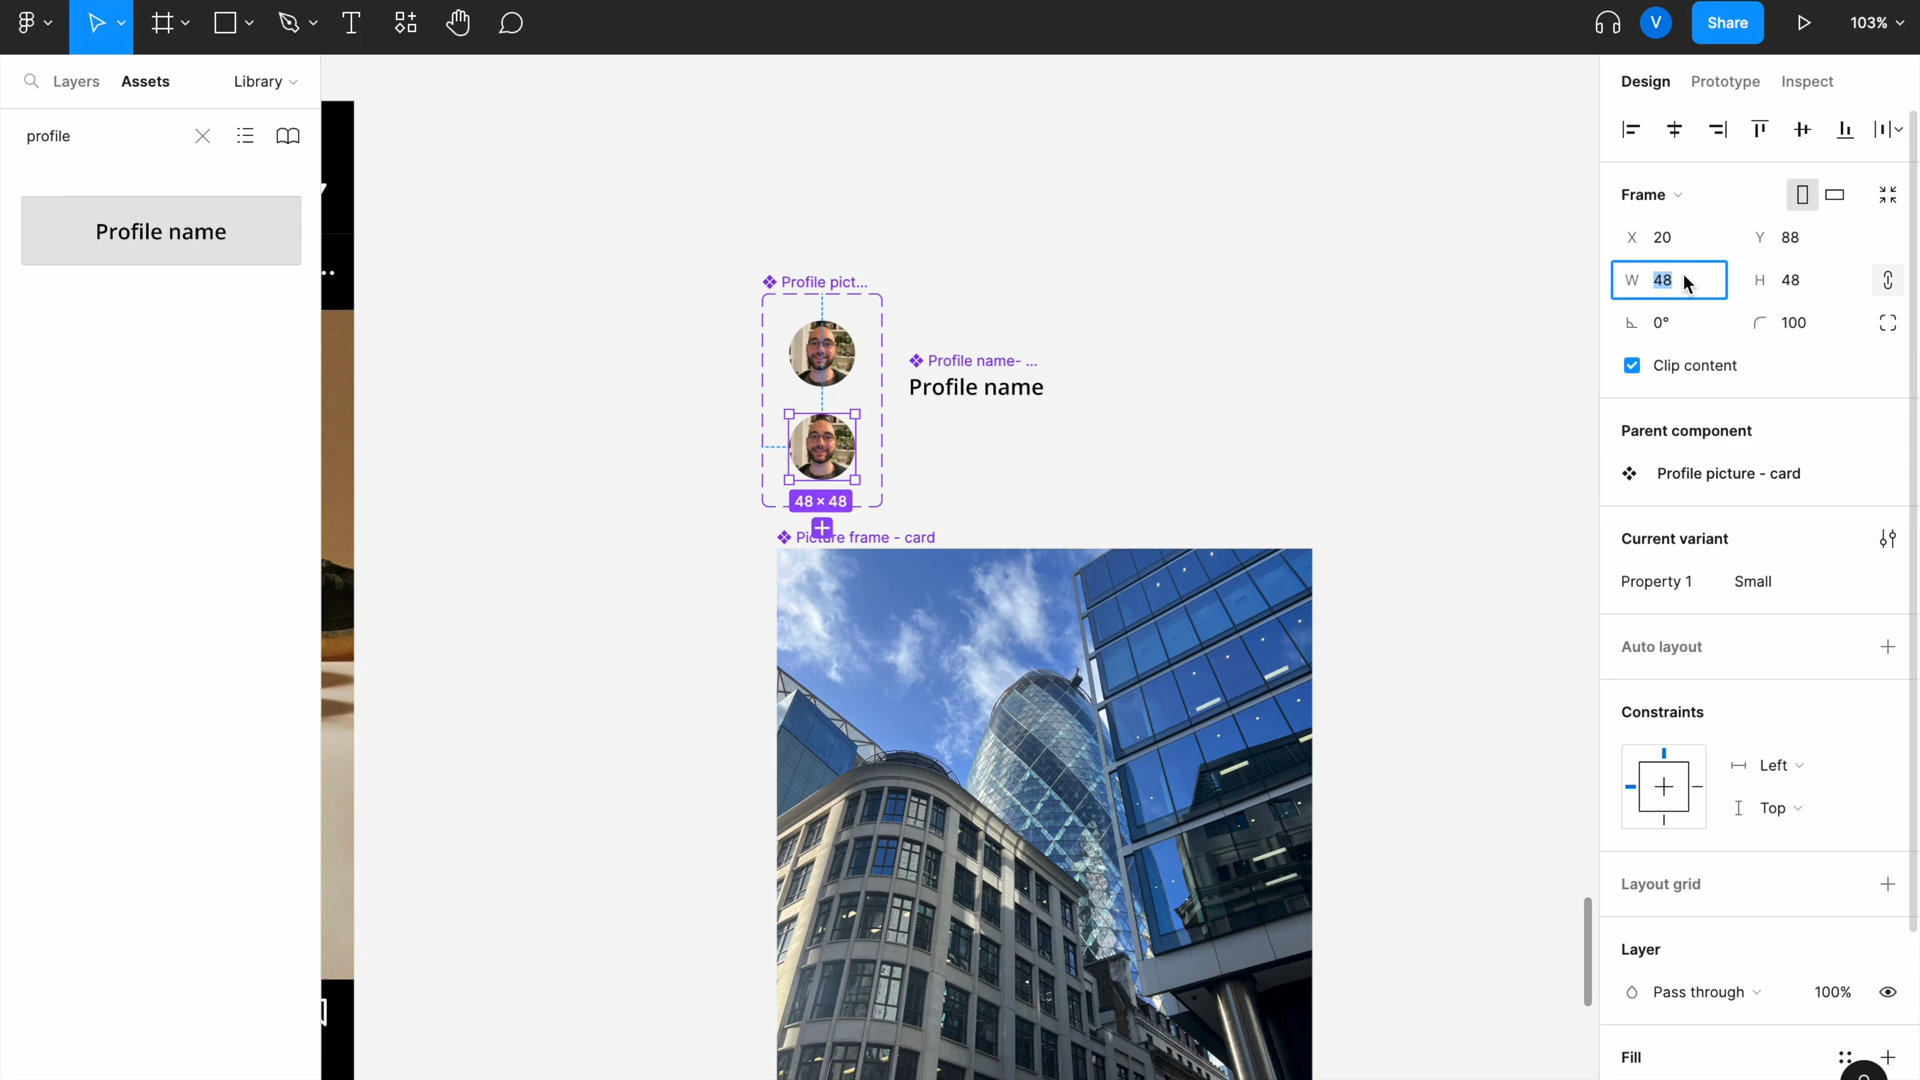 V
Share
103%
Layers
Assets
Library
profile
Profile name
Profile pict...
Profile name- ...
Profile name
48 × 48
Picture frame - card
Design
Prototype
Inspect
Frame
X 20
Y 88
W 48
H 48
0°
100
Clip content
Parent component
Profile picture - card
Current variant
Property 1
Small
Auto layout
Constraints
Left
Top
Layout grid
Layer
Pass through
100%
Fill